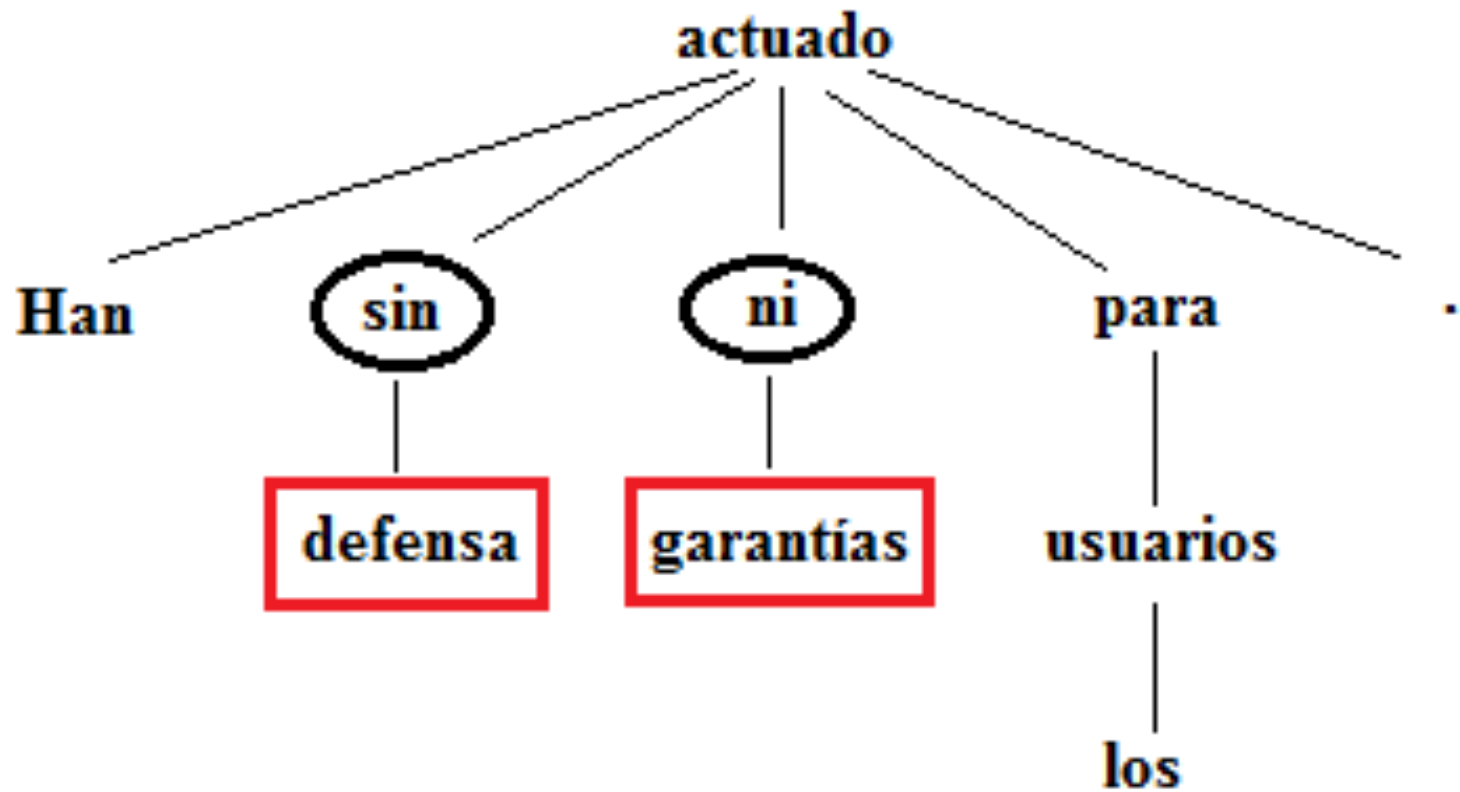 actuado
Han sin ni para .
defensa garantías usuarios
los